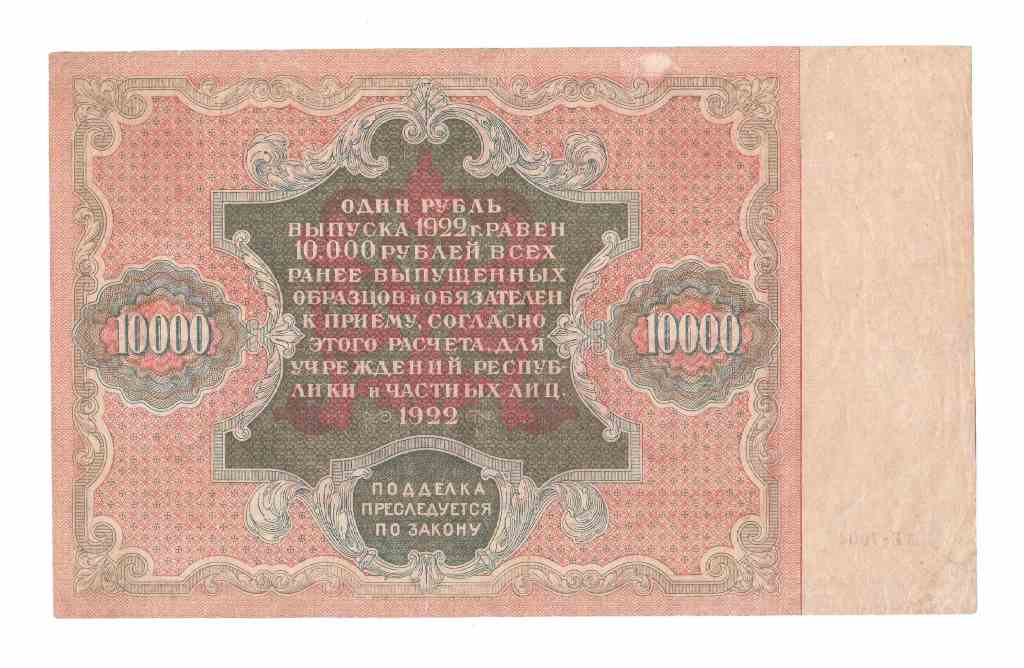 ОДИН РУБЛЬ
ВЫПУСКА 1922 г. РАВЕН
10.000 РУБЛЕЙ ВСЕХ
РАНЕЕ ВЫПУЩЕННЫХ
ОБРАЗЦОВ и ОБЯЗАТЕЛЕН
К ПРИЕМУ, СОГЛАСНО
ЭТОГО РАСЧЕТА, ДЛЯ
УЧРЕЖДЕНИЙ РЕСПУБ-
ЛИКИ и ЧАСТНЫХ ЛИЦ.
1922
10000
10000
ПОДДЕЛКА
ПРЕСЛЕДУЕТСЯ
ПО ЗАКОНУ